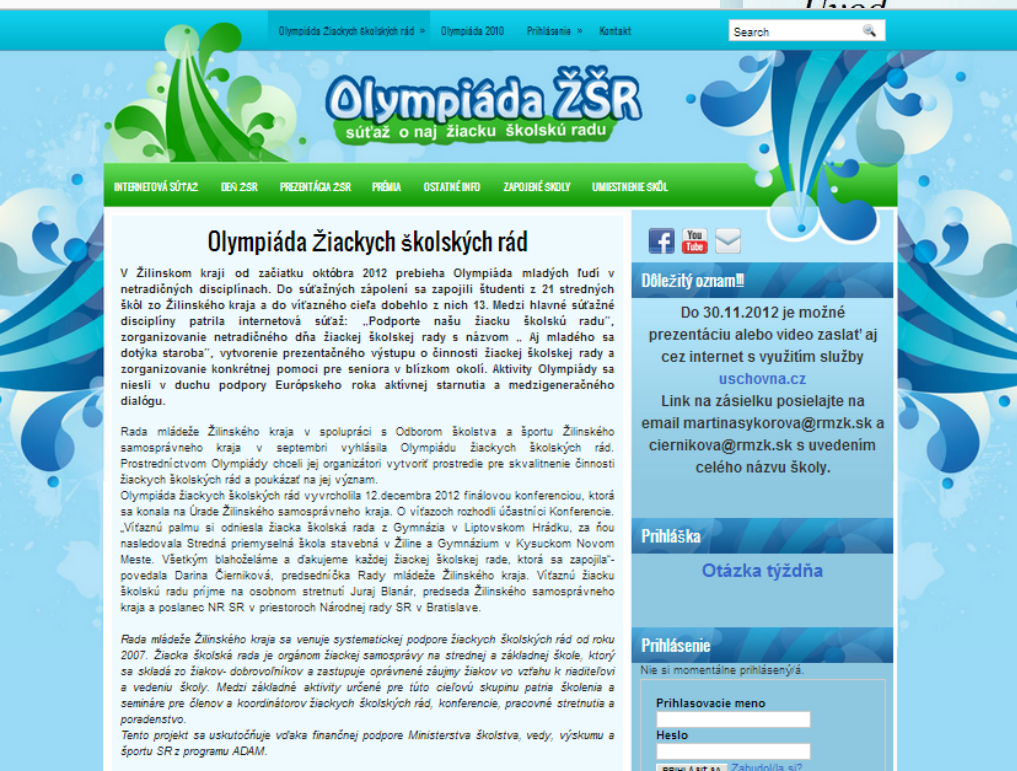 Úvod
Olympiáda Žiackych školských rád » Olympiáda 2010 Prihlásenie » Kontakt
Search
Olympiáda ŽŠR
súťaž o naj žiacku školskú radu
INTERNETOVÁ SÚŤAŽ DEŇ ŽŠR PREZENTÁCIA ŽŠR PRÉMIA OSTATNÉ INFO ZAPOJENÉ ŠKOLY UMIESTNENIE ŠKÔL
Olympiáda Žiackych školských rád
V Žilinskom kraji od začiatku októbra 2012 prebieha Olympiáda mladých ľudí v
netradičných disciplínach. Do súťažných zápolení sa zapojili študenti z 21 stredných
škôl zo Žilinského kraja a do víťazného cieľa dobehlo z nich 13. Medzi hlavné súťažné
disciplíny patrila internetová súťaž: „Podporte našu žiacku školskú radu",
zorganizovanie netradičného dňa žiackej školskej rady s názvom „ Aj mladého sa
dotýka staroba", vytvorenie prezentačného výstupu o činnosti žiackej školskej rady a
zorganizovanie konkrétnej pomoci pre seniora v blízkom okolí. Aktivity Olympiády sa
niesli v duchu podpory Európskeho roka aktívnej starnutia a medzigeneračného
dialógu.
Rada mládeže Žilinského kraja v spolupráci s Odborom školstva a športu Žilinského
samosprávneho kraja v septembri vyhlásila Olympiádu žiackych školských rád.
Prostredníctvom Olympiády chceli jej organizátori vytvoriť prostredie pre skvalitnenie činnosti
žiackych školských rád a poukázať na jej význam.
Olympiáda žiackych školských rád vyvrcholila 12.decembra 2012 finálovou konferenciou, ktorá
sa konala na Úrade Žilinského samosprávneho kraja. O víťazoch rozhodli účastníci Konferencie.
„Víťaznú palmu si odniesla žiacka školská rada z Gymnázia v Liptovskom Hrádku, za ňou
nasledovala Stredná priemyselná škola stavebná v Žiline a Gymnázium v Kysuckom Novom
Meste. Všetkým blahoželáme a ďakujeme každej žiackej školskej rade, ktorá sa zapojila"-
povedala Darina Čierniková, predsedníčka Rady mládeže Žilinského kraja. Víťaznú žiacku
školskú radu príjme na osobnom stretnutí Juraj Blanár, predseda Žilinského samosprávneho
kraja a poslanec NR SR v priestoroch Národnej rady SR v Bratislave.
Rada mládeže Žilinského kraja sa venuje systematickej podpore žiackych školských rád od roku
2007. Žiacka školská rada je orgánom žiackej samosprávy na strednej a základnej škole, ktorý
sa skladá zo žiakov- dobrovoľníkov a zastupuje oprávnené záujmy žiakov vo vzťahu k riaditeľovi
a vedeniu školy. Medzi základné aktivity určené pre túto cieľovú skupinu patria školenia a
semináre pre členov a koordinátorov žiackych školských rád, konferencie, pracovné stretnutia a
poradenstvo.
Tento projekt sa uskutočňuje vďaka finančnej podpore Ministerstva školstva, vedy, výskumu a
športu SR z programu ADAM.
You
Tube
Dôležitý oznam!!!
Do 30.11.2012 je možné
prezentáciu alebo video zaslať aj
cez internet s využitím služby
uschovna.cz
Link na zásielku posielajte na
email martinasykorova@rmzk.sk a
ciernikova@rmzk.sk s uvedením
celého názvu školy.
Prihláška
Otázka týždňa
Prihlásenie
Nie si momentálne prihlásený/á.
Prihlasovacie meno
Heslo
PRIHLÁSIŤ SA Zabudol/la si?